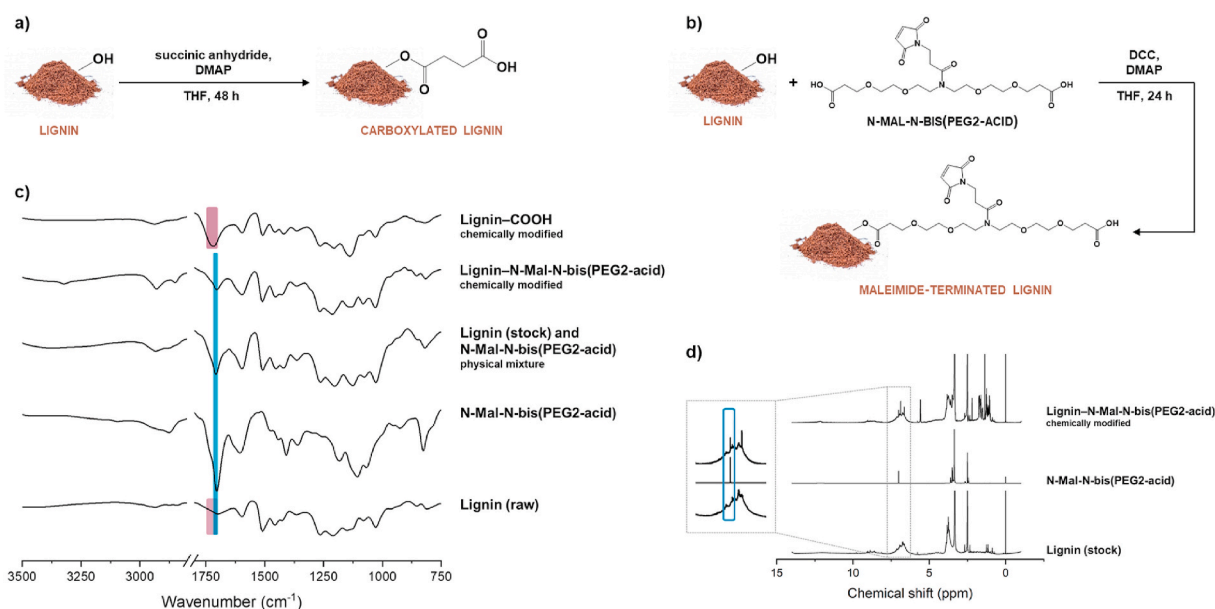 a)
OH
succinic anhydride,
DMAP
THF, 48 h
O
O
O
OH
LIGNIN
CARBOXYLATED LIGNIN
b)
OH
LIGNIN
+
O
N
O
O
HO
O
O
O
N
O
O
OH
O
N-MAL-N-BIS(PEG2-ACID)
DCC,
DMAP
THF, 24 h
O
N
O
O
O
O
O
O
N
O
O
OH
O
MALEIMIDE-TERMINATED LIGNIN
c)
Lignin–COOH
chemically modified
Lignin–N-Mal-N-bis(PEG2-acid)
chemically modified
Lignin (stock) and
N-Mal-N-bis(PEG2-acid)
physical mixture
N-Mal-N-bis(PEG2-acid)
Lignin (raw)
3500 3000 1750 1500 1250 1000 750
Wavenumber (cm⁻¹)
d)
Lignin–N-Mal-N-bis(PEG2-acid)
chemically modified
N-Mal-N-bis(PEG2-acid)
Lignin (stock)
15 10 5 0
Chemical shift (ppm)